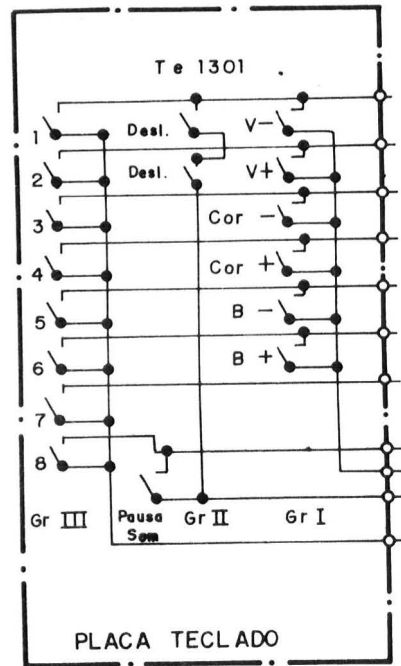 Te 1301
1 Desl. V-
2 Desl. V+
3 Cor -
4 Cor +
5 B -
6 B +
7
8
Gr III Pausa Som Gr II Gr I
PLACA TECLADO